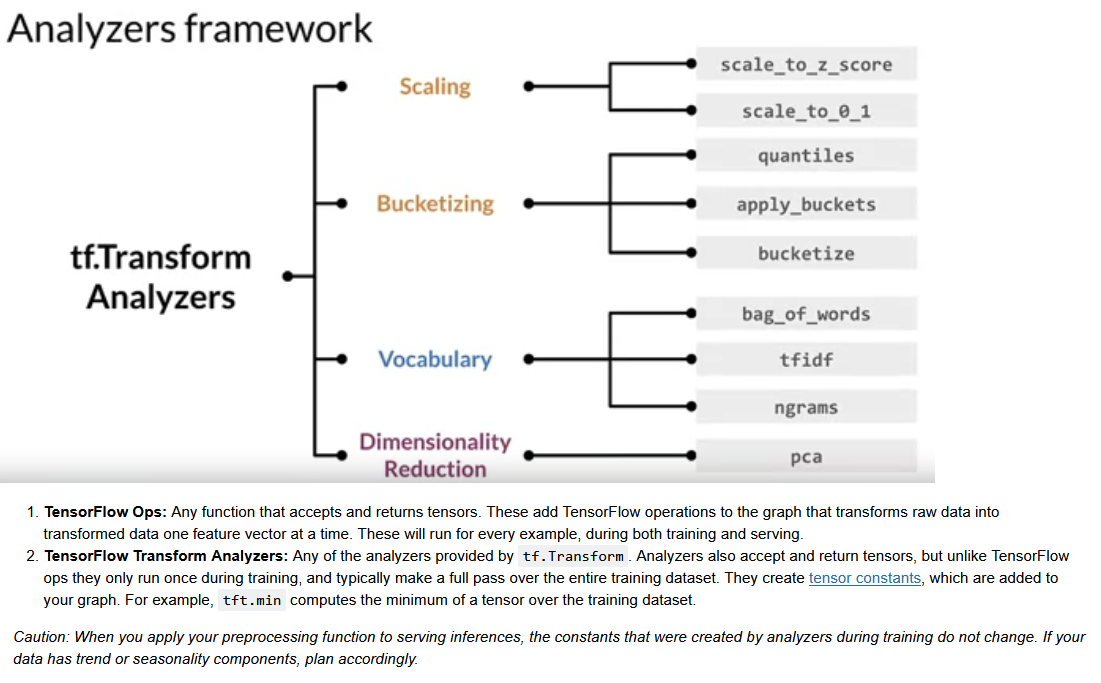 Analyzers framework
scale_to_z_score
Scaling
scale_to_0_1
quantiles
Bucketizing
apply_buckets
bucketize
tf.Transform
Analyzers
bag_of_words
Vocabulary
tfidf
ngrams
Dimensionality
Reduction
pca
1. TensorFlow Ops: Any function that accepts and returns tensors. These add TensorFlow operations to the graph that transforms raw data into
transformed data one feature vector at a time. These will run for every example, during both training and serving.
2. TensorFlow Transform Analyzers: Any of the analyzers provided by tf.Transform. Analyzers also accept and return tensors, but unlike TensorFlow
ops they only run once during training, and typically make a full pass over the entire training dataset. They create tensor constants, which are added to
your graph. For example, tft.min computes the minimum of a tensor over the training dataset.
Caution: When you apply your preprocessing function to serving inferences, the constants that were created by analyzers during training do not change. If your
data has trend or seasonality components, plan accordingly.